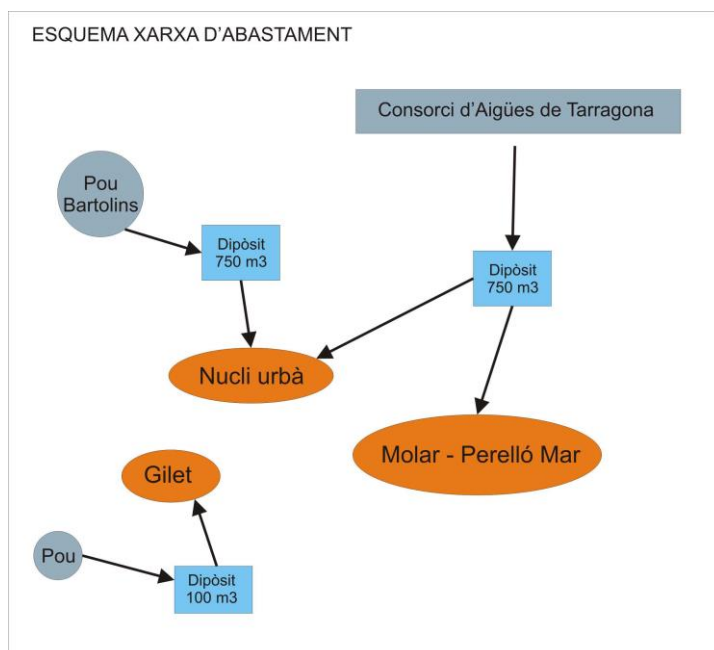 ESQUEMA XARXA D'ABASTAMENT
Consorci d'Aigües de Tarragona
Pou
Bartolins
Dipòsit
750 m3
Dipòsit
750 m3
Nucli urbà
Molar - Perelló Mar
Gilet
Pou
Dipòsit
100 m3